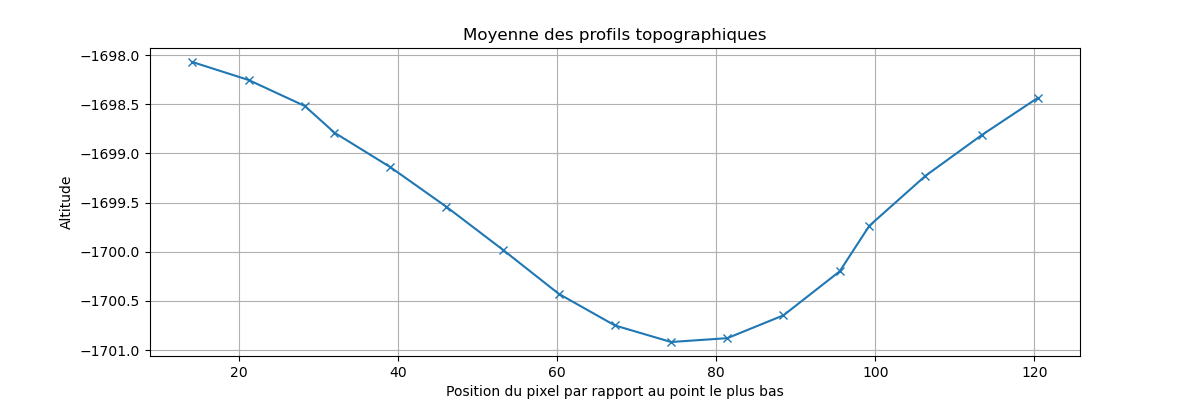 Moyenne des profils topographiques
Altitude
−1698.0
−1698.5
−1699.0
−1699.5
−1700.0
−1700.5
−1701.0
20 40 60 80 100 120
Position du pixel par rapport au point le plus bas